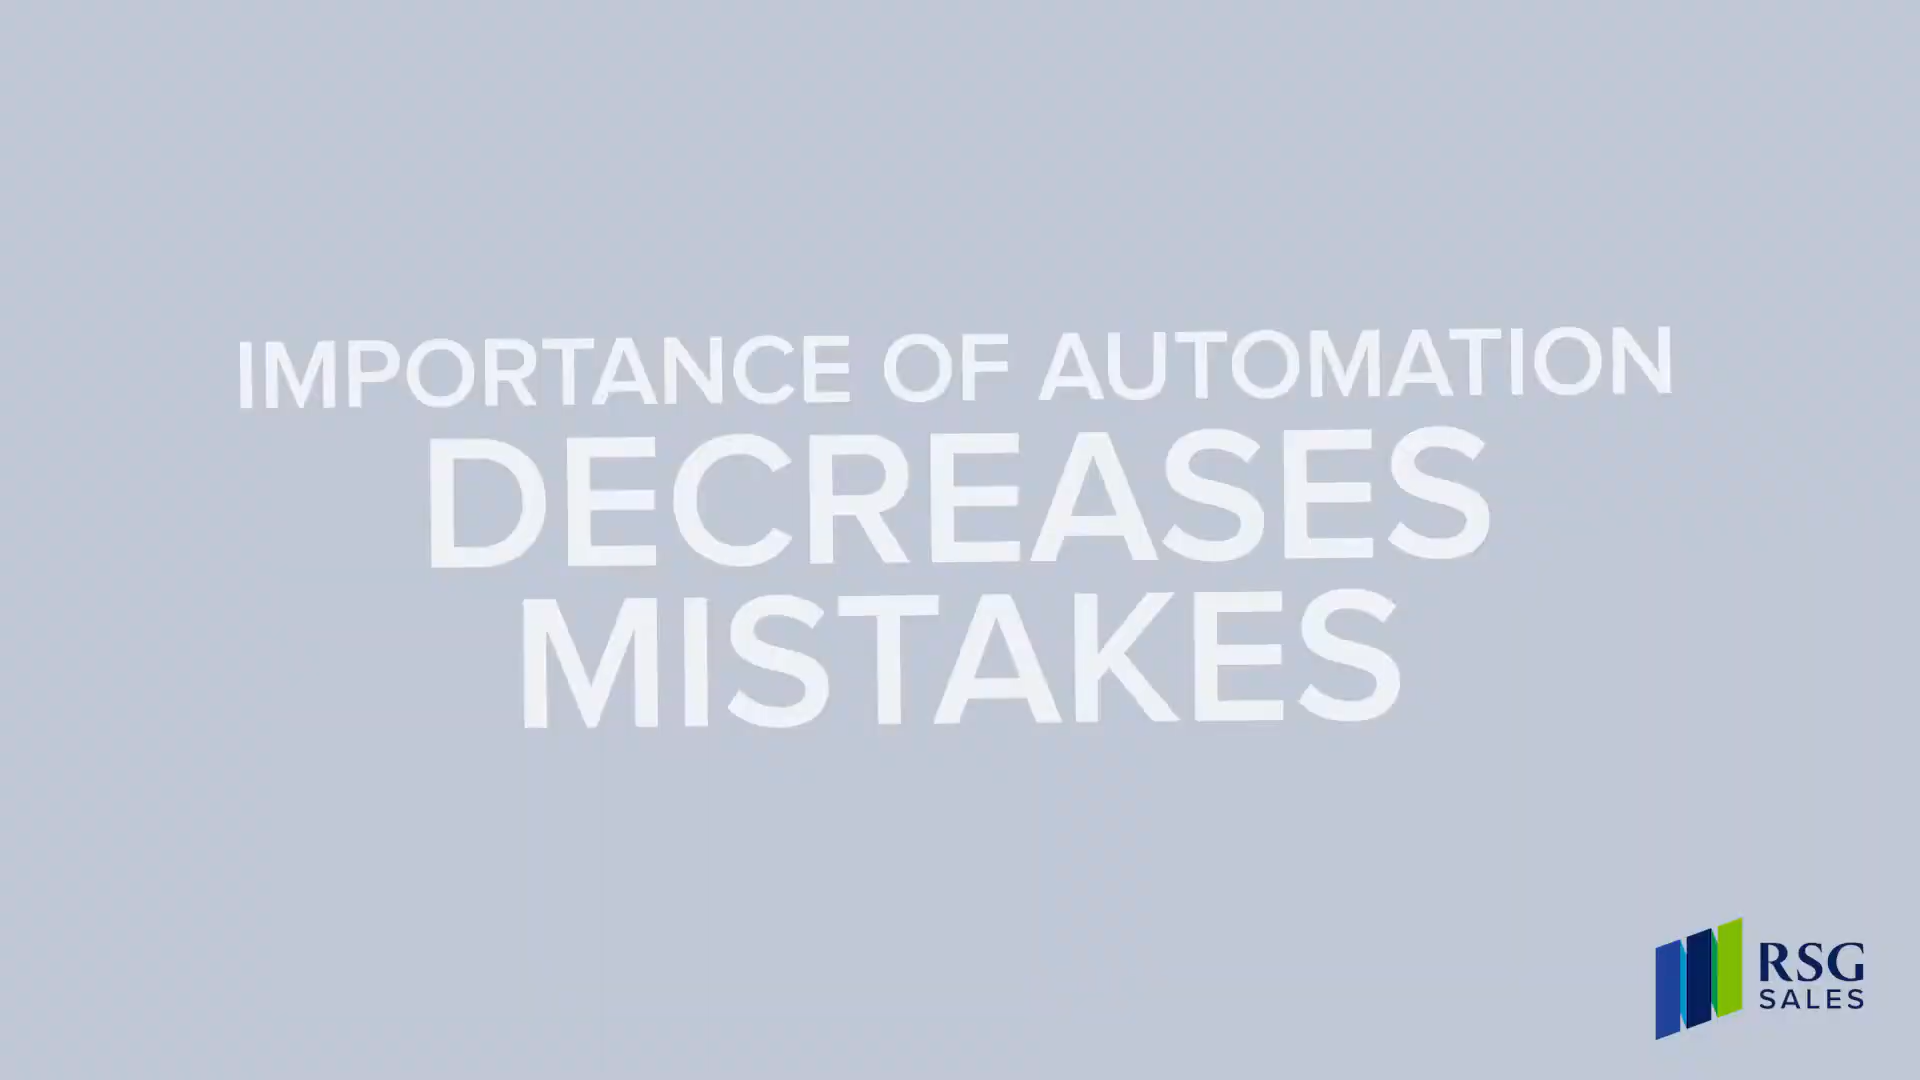 IMPORTANCE OF AUTOMATION
DECREASES
MISTAKES
RSG
SALES